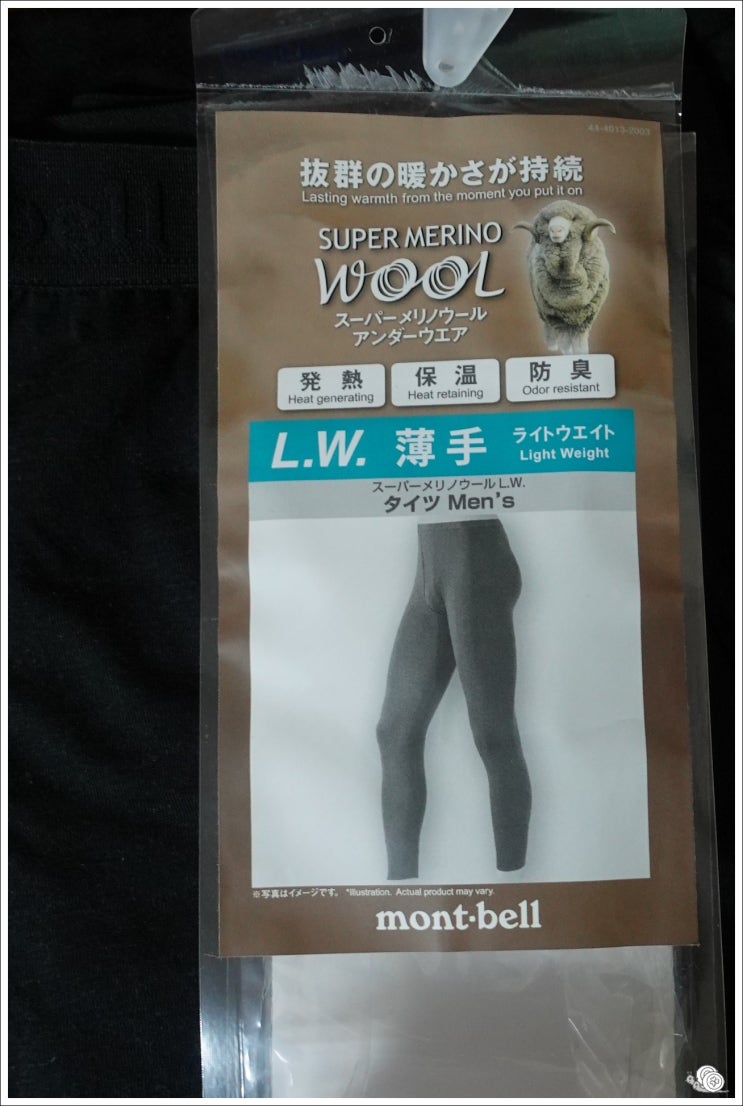 44-4013-2003
抜群の暖かさが持続
Lasting warmth from the moment you put it on
SUPER MERINO
WOOL
スーパーメリノウール
アンダーウエア
発熱
Heat generating
保温
Heat retaining
防臭
Odor resistant
L.W. 薄手 ライトウエイト
Light Weight
スーパーメリノウール L.W.
タイツ Men's
※写真はイメージです。 *Illustration. Actual product may vary.
mont-bell
bell